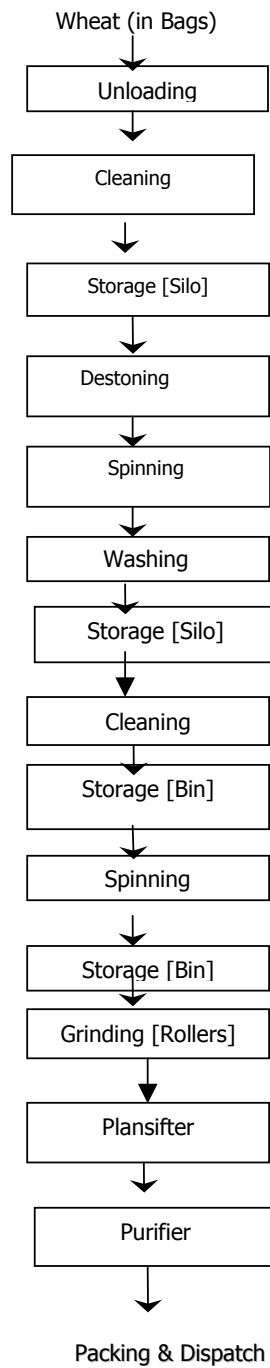 Wheat (in Bags)
Unloading
Cleaning
Storage [Silo]
Destoning
Spinning
Washing
Storage [Silo]
Cleaning
Storage [Bin]
Spinning
Storage [Bin]
Grinding [Rollers]
Plansifter
Purifier
Packing & Dispatch